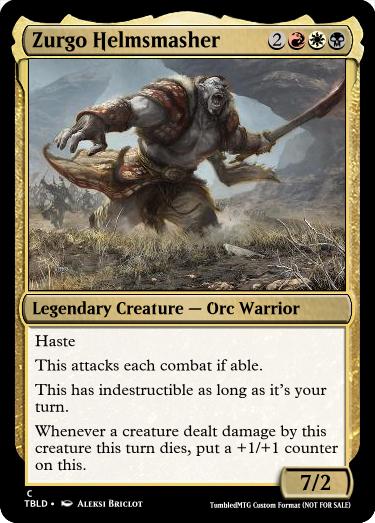 Zurgo Helmsmasher 2
Legendary Creature — Orc Warrior
Haste
This attacks each combat if able.
This has indestructible as long as it's your
turn.
Whenever a creature dealt damage by this
creature this turn dies, put a +1/+1 counter
on this.
7/2
C
TBLD • Aleksi Briclot
TumbledMTG Custom Format (NOT FOR SALE)